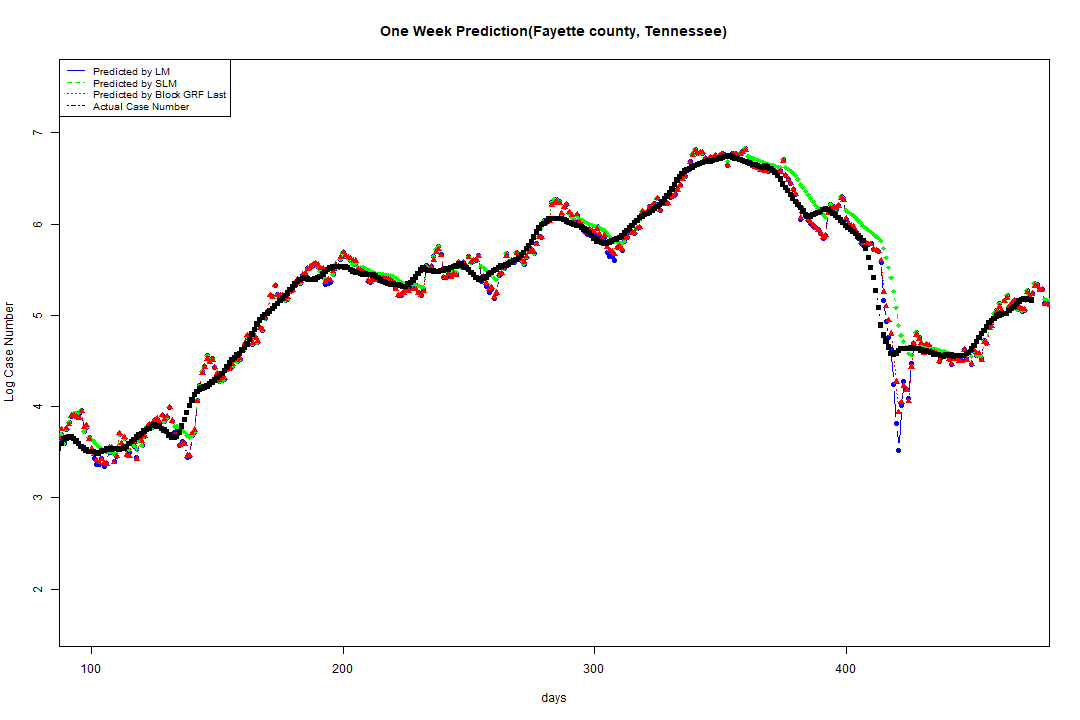 One Week Prediction(Fayette county, Tennessee)
Predicted by LM
Predicted by SLM
Predicted by Block GRF Last
Actual Case Number
7
6
5
4
3
2
Log Case Number
100 200 300 400
days